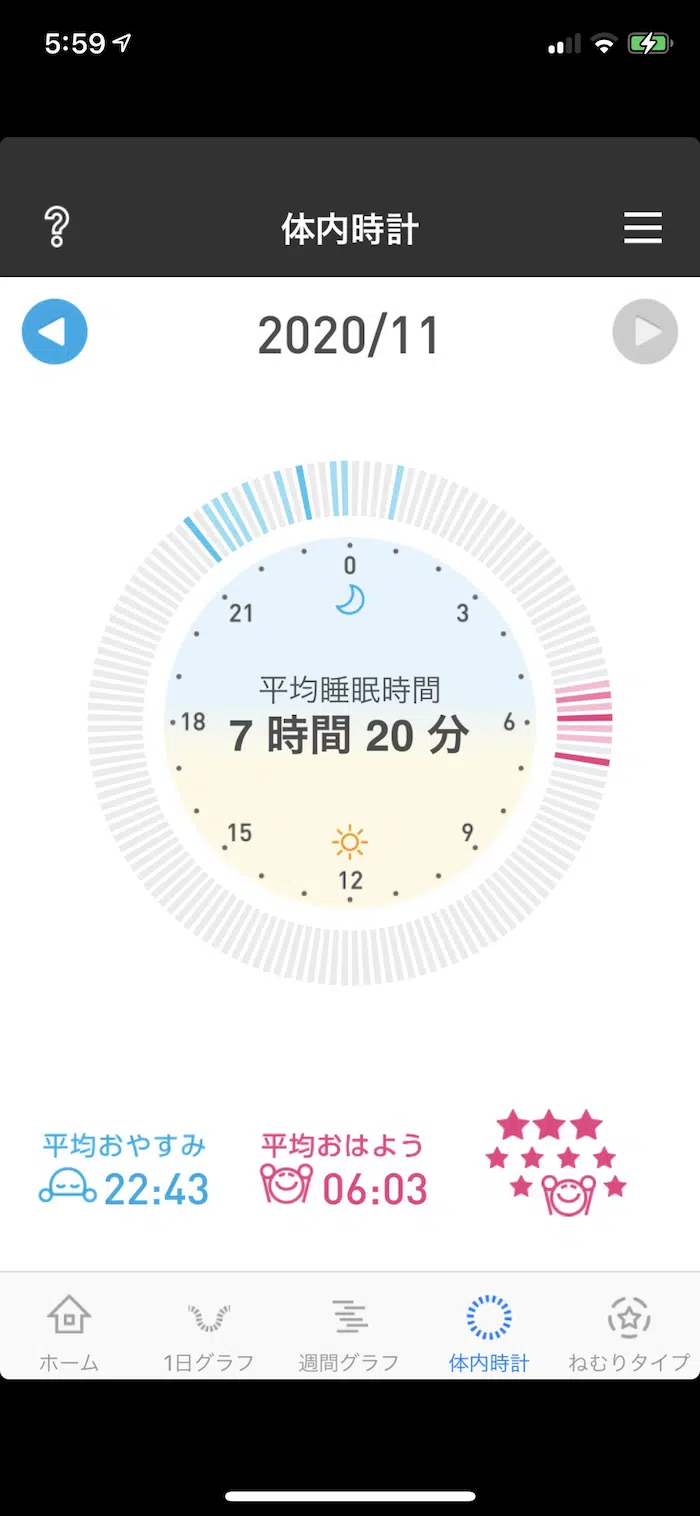 5:59
体内時計
2020/11
0
21
3
平均睡眠時間
18
7 時間 20 分
6
15
9
12
平均おやすみ
22:43
平均おはよう
06:03
ホーム
1日グラフ
週間グラフ
体内時計
ねむりタイプ